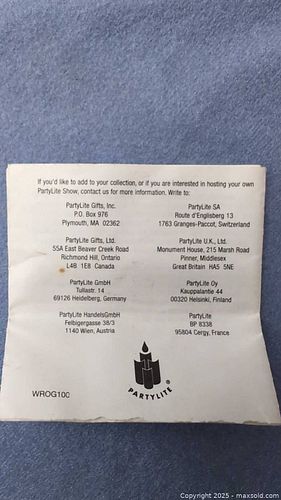 If you'd like to add to your collection, or if you are interested in hosting your own
PartyLite Show, contact us for more information. Write to:
PartyLite Gifts, Inc.
P.O. Box 976
Plymouth, MA 02362
PartyLite SA
Route d'Englisberg 13
1763 Granges-Paccot, Switzerland
PartyLite Gifts, Ltd.
55A East Beaver Creek Road
Richmond Hill, Ontario
L4B 1E8 Canada
PartyLite U.K., Ltd.
Monument House, 215 Marsh Road
Pinner, Middlesex
Great Britain HA5 5NE
PartyLite GmbH
Tullastr. 14
69126 Heidelberg, Germany
PartyLite Oy
Kauppalantie 44
00320 Helsinki, Finland
PartyLite HandelsGmbH
Felbigergasse 38/3
1140 Wien, Austria
PartyLite
BP 8338
95804 Cergy, France
PARTYLITE®
WROG100
Copyright 2025 - maxsold.com